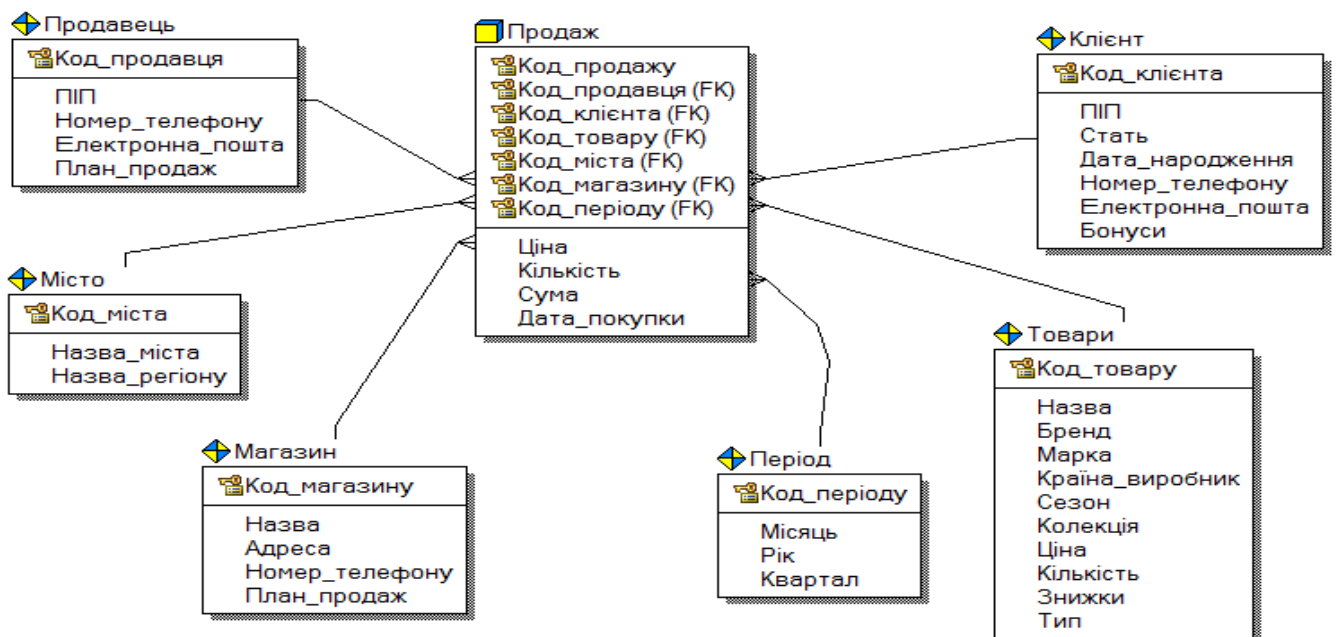 Продавець
Код_продавця
ПІП
Номер_телефону
Електронна_пошта
План_продаж
Продаж
Код_продажу
Код_продавця (FK)
Код_клієнта (FK)
Код_товару (FK)
Код_міста (FK)
Код_магазину (FK)
Код_періоду (FK)
Ціна
Кількість
Сума
Дата_покупки
Клієнт
Код_клієнта
ПІП
Стать
Дата_народження
Номер_телефону
Електронна_пошта
Бонуси
Місто
Код_міста
Назва_міста
Назва_регіону
Магазин
Код_магазину
Назва
Адреса
Номер_телефону
План_продаж
Період
Код_періоду
Місяць
Рік
Квартал
Товари
Код_товару
Назва
Бренд
Марка
Країна_виробник
Сезон
Колекція
Ціна
Кількість
Знижки
Тип